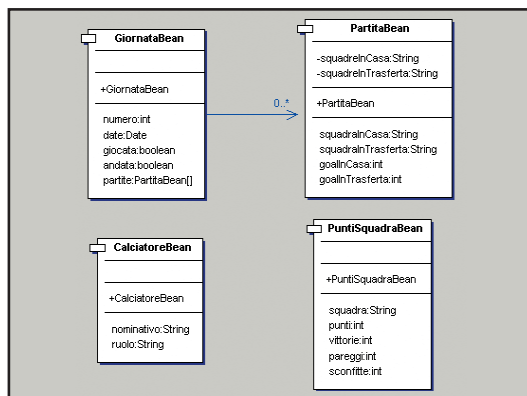 GiornataBean
+GiornataBean
numero:int
date:Date
giocata:boolean
andata:boolean
partite:PartitaBean[]
0..*
PartitaBean
-squadreInCasa:String
-squadreInTrasferta:String
+PartitaBean
squadraInCasa:String
squadraInTrasferta:String
goalInCasa:int
goalInTrasferta:int
CalciatoreBean
+CalciatoreBean
nominativo:String
ruolo:String
PuntiSquadraBean
+PuntiSquadraBean
squadra:String
punti:int
vittorie:int
pareggi:int
sconfitte:int